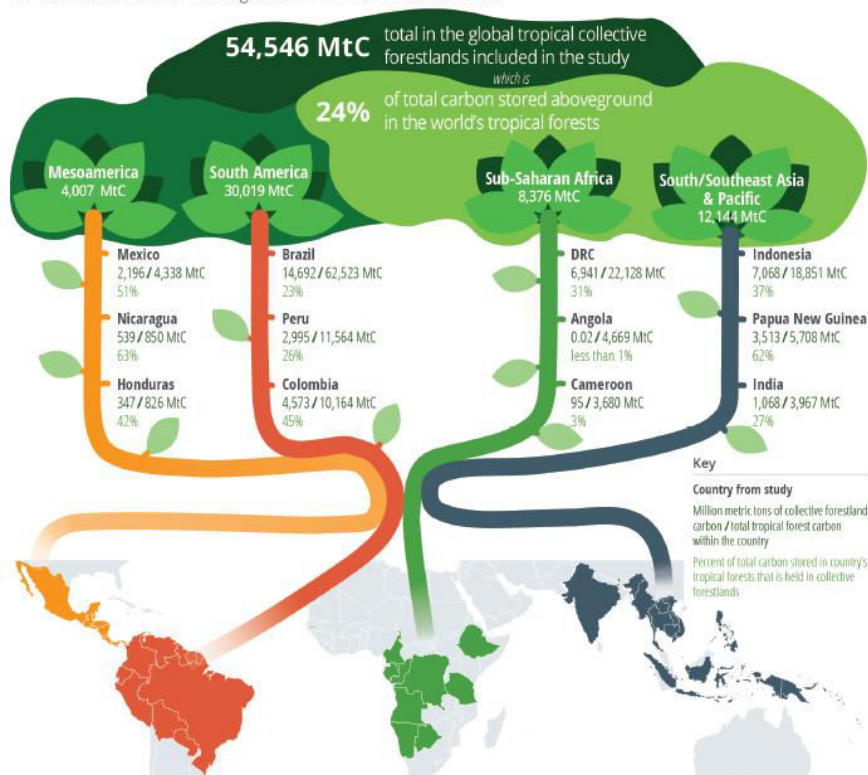 54,546 MtC
total in the global tropical collective
forestlands included in the study
which is
24%
of total carbon stored aboveground
in the world's tropical forests
Mesoamerica
4,007 MtC
South America
30,019 MtC
Sub-Saharan Africa
8,376 MtC
South/Southeast Asia
& Pacific
12,144 MtC
Mexico
2,196 / 4,338 MtC
51%
Nicaragua
539 / 850 MtC
63%
Honduras
347 / 826 MtC
42%
Brazil
14,692 / 62,523 MtC
23%
Peru
2,995 / 11,564 MtC
26%
Colombia
4,573 / 10,164 MtC
45%
DRC
6,941 / 22,128 MtC
31%
Angola
0.02 / 4,669 MtC
less than 1%
Cameroon
95 / 3,680 MtC
3%
Indonesia
7,068 / 18,851 MtC
37%
Papua New Guinea
3,513 / 5,708 MtC
62%
India
1,068 / 3,967 MtC
27%
Key
Country from study
Million metric tons of collective forestland
carbon / total tropical forest carbon
within the country
Percent of total carbon stored in country's
tropical forests that is held in collective
forestlands